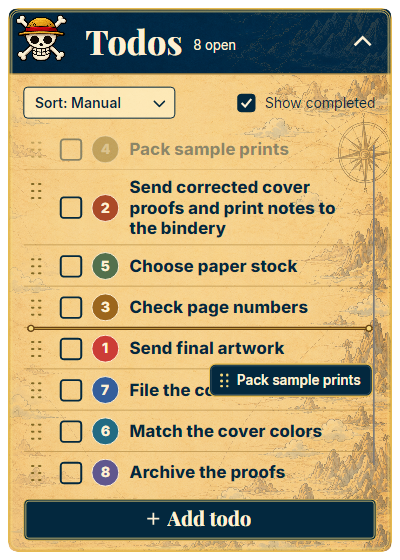 Todos 8 open
Sort: Manual
Show completed
4 Pack sample prints
2 Send corrected cover
proofs and print notes to
the bindery
5 Choose paper stock
3 Check page numbers
1 Send final artwork
Pack sample prints
7 File the
6 Match the cover colors
8 Archive the proofs
+ Add todo